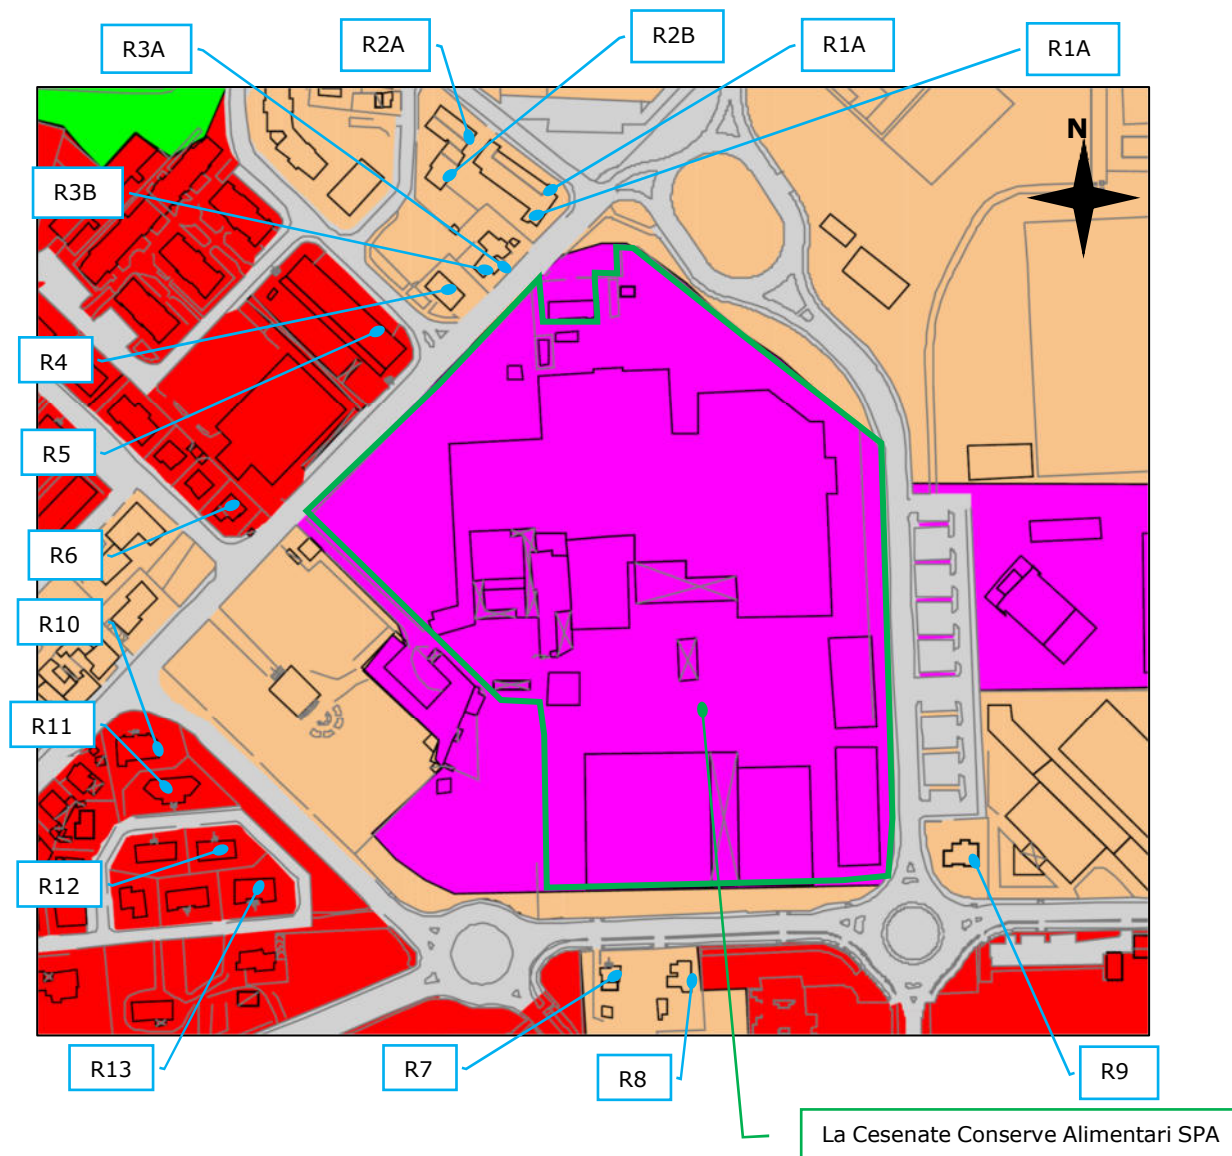 R3A
R2A
R2B
R1A
R1A
N
R3B
R4
R5
R6
R10
R11
R12
R13
R7
R8
R9
La Cesenate Conserve Alimentari SPA